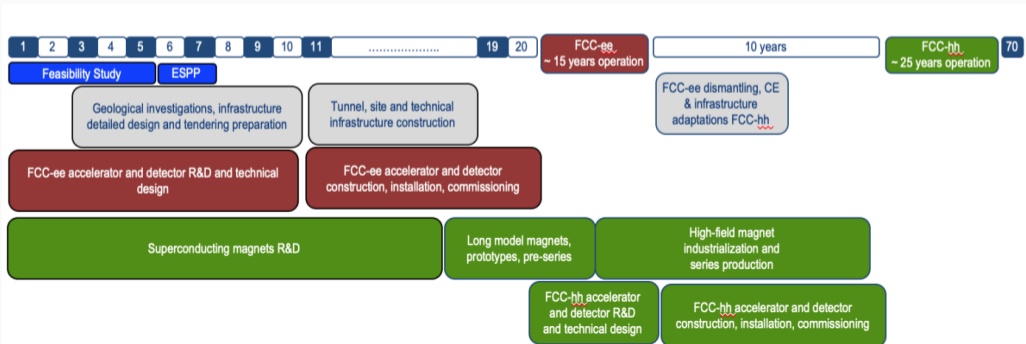 1 2 3 4 5 6 7 8 9 10 11 ..................... 19 20 FCC-ee 10 years FCC-hh 70
~ 15 years operation ~ 25 years operation
Feasibility Study ESPP
Geological investigations, infrastructure
detailed design and tendering preparation
Tunnel, site and technical
infrastructure construction
FCC-ee dismantling, CE
& infrastructure
adaptations FCC-hh
FCC-ee accelerator and detector R&D and technical
design
FCC-ee accelerator and detector
construction, installation, commissioning
Superconducting magnets R&D
Long model magnets,
prototypes, pre-series
High-field magnet
industrialization and
series production
FCC-hh accelerator
and detector R&D
and technical design
FCC-hh accelerator and detector
construction, installation, commissioning